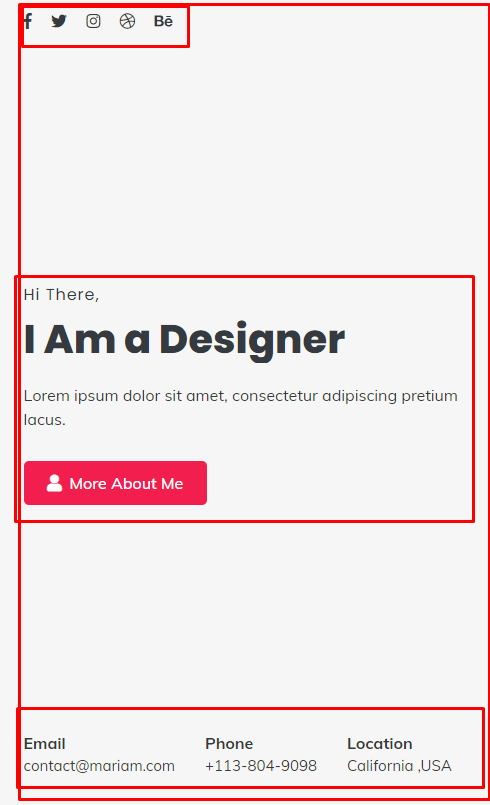 Bē
Hi There,
I Am a Designer
Lorem ipsum dolor sit amet, consectetur adipiscing pretium
lacus.
More About Me
Email Phone Location
contact@mariam.com +113-804-9098 California ,USA